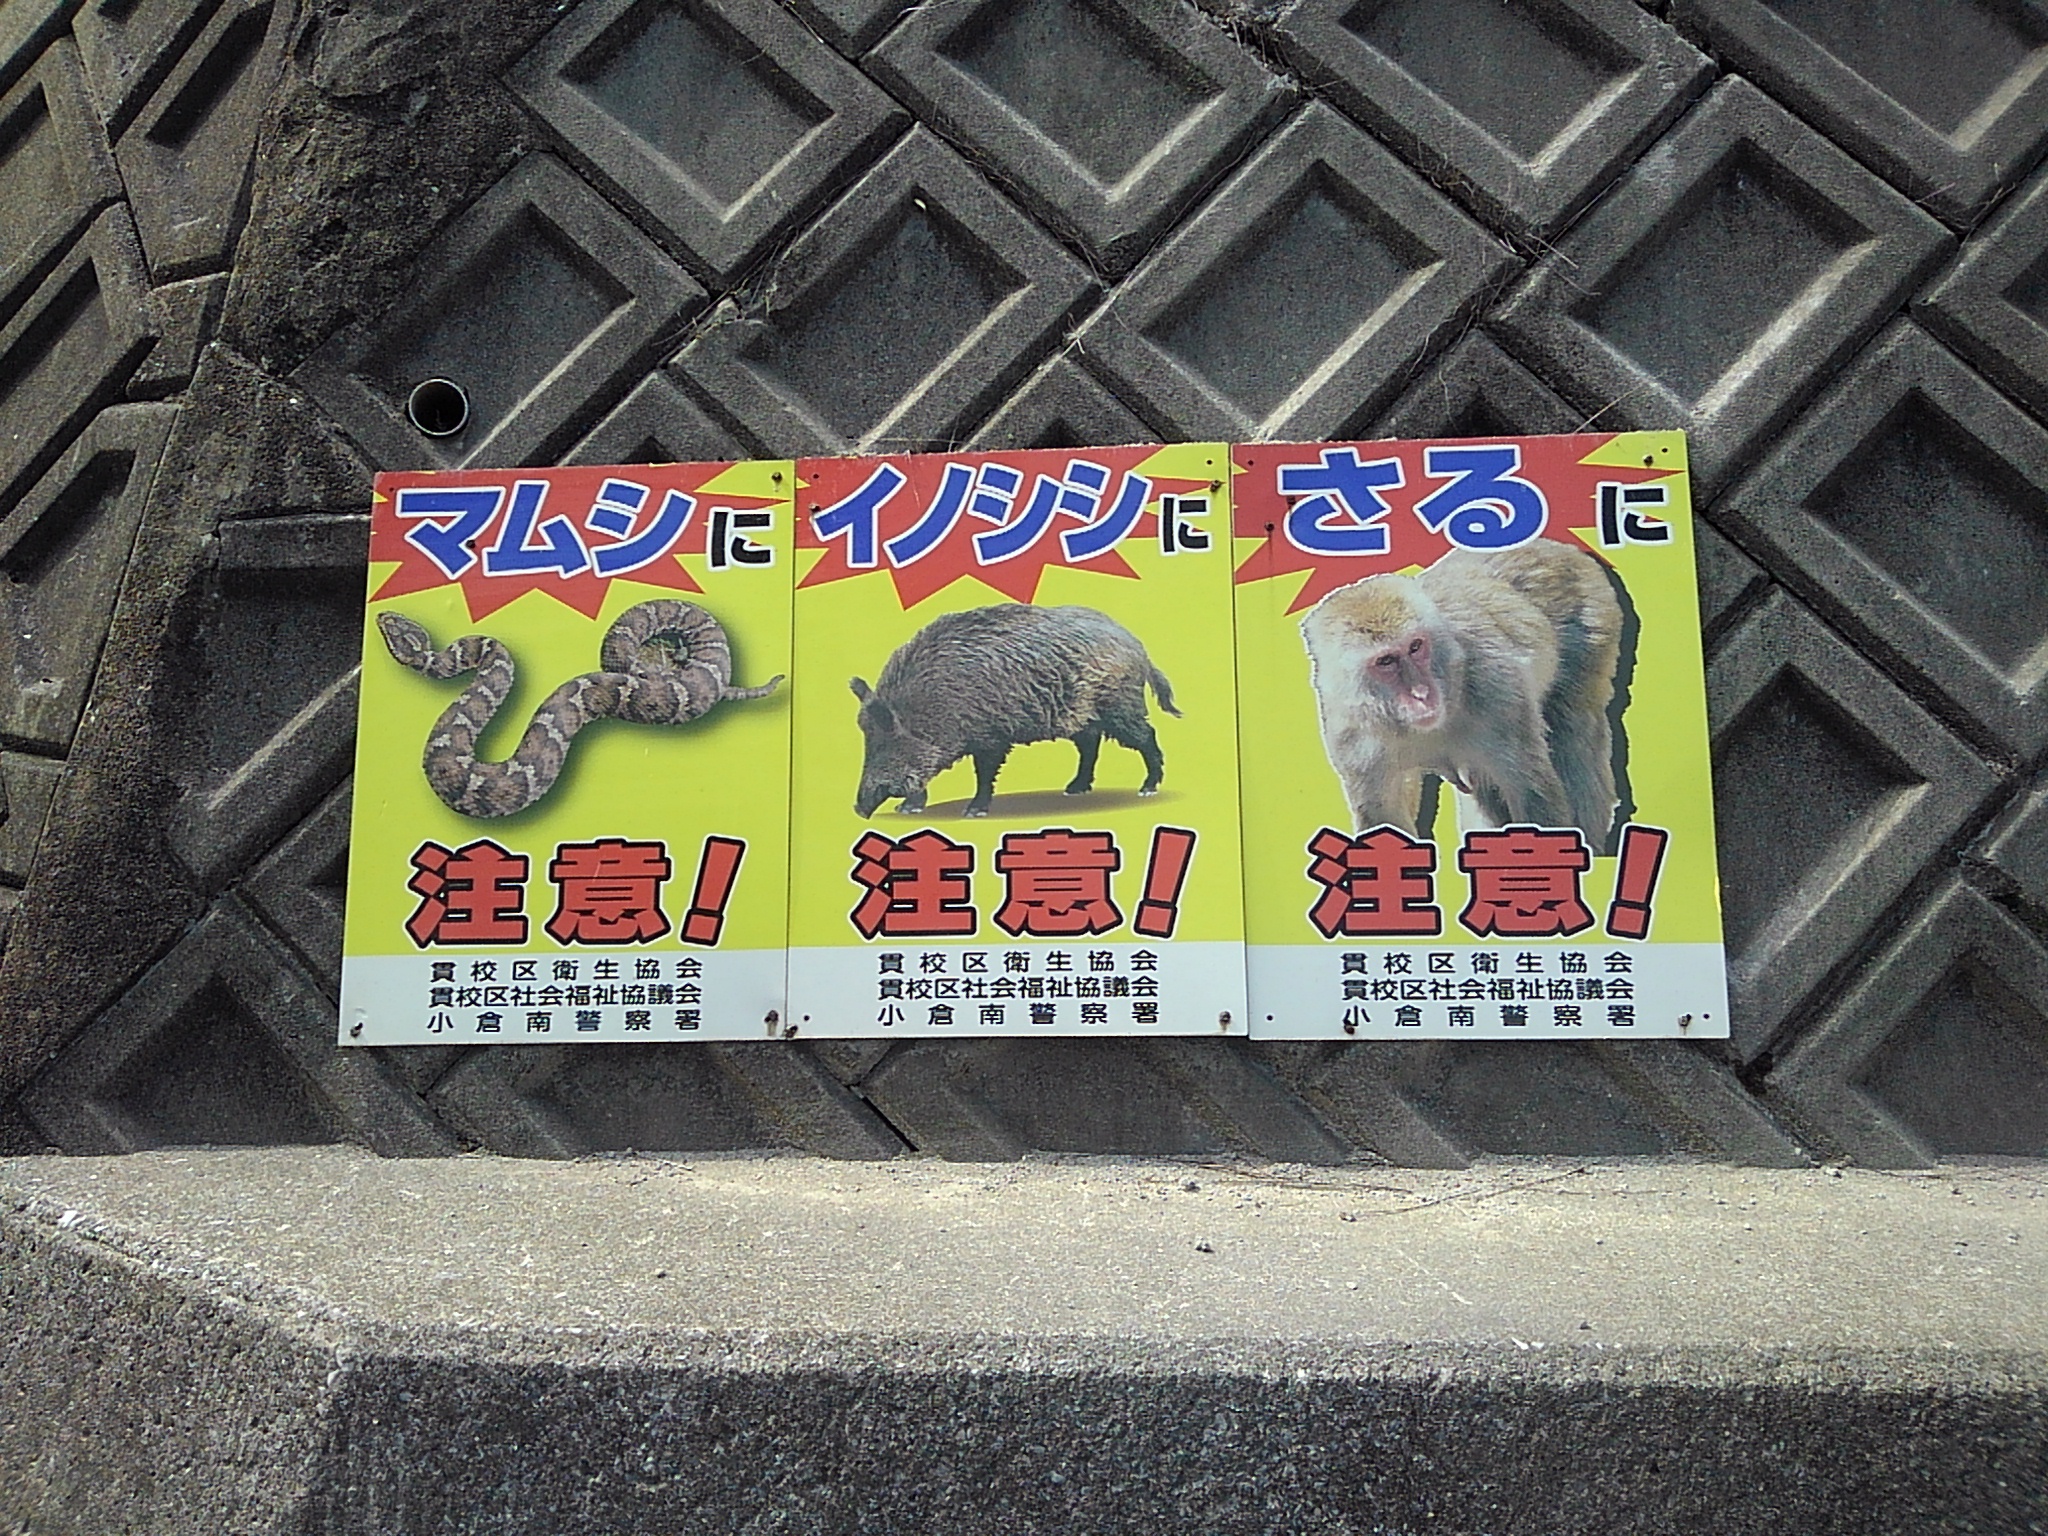 マムシに
注意!
貫校区衛生協会
貫校区社会福祉協議会
小倉南警察署
イノシシに
注意!
貫校区衛生協会
貫校区社会福祉協議会
小倉南警察署
さるに
注意!
貫校区衛生協会
貫校区社会福祉協議会
小倉南警察署